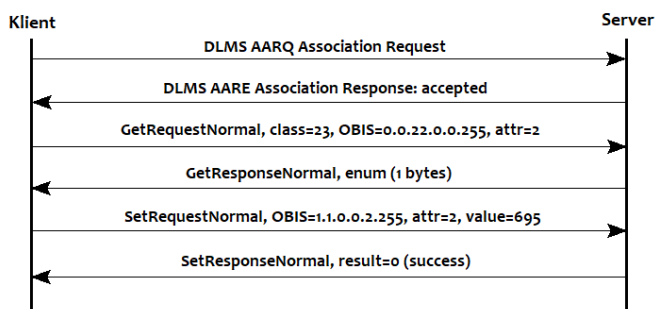 Klient
Server
DLMS AARQ Association Request
DLMS AARE Association Response: accepted
GetRequestNormal, class=23, OBIS=0.0.22.0.0.255, attr=2
GetResponseNormal, enum (1 bytes)
SetRequestNormal, OBIS=1.1.0.0.2.255, attr=2, value=695
SetResponseNormal, result=0 (success)